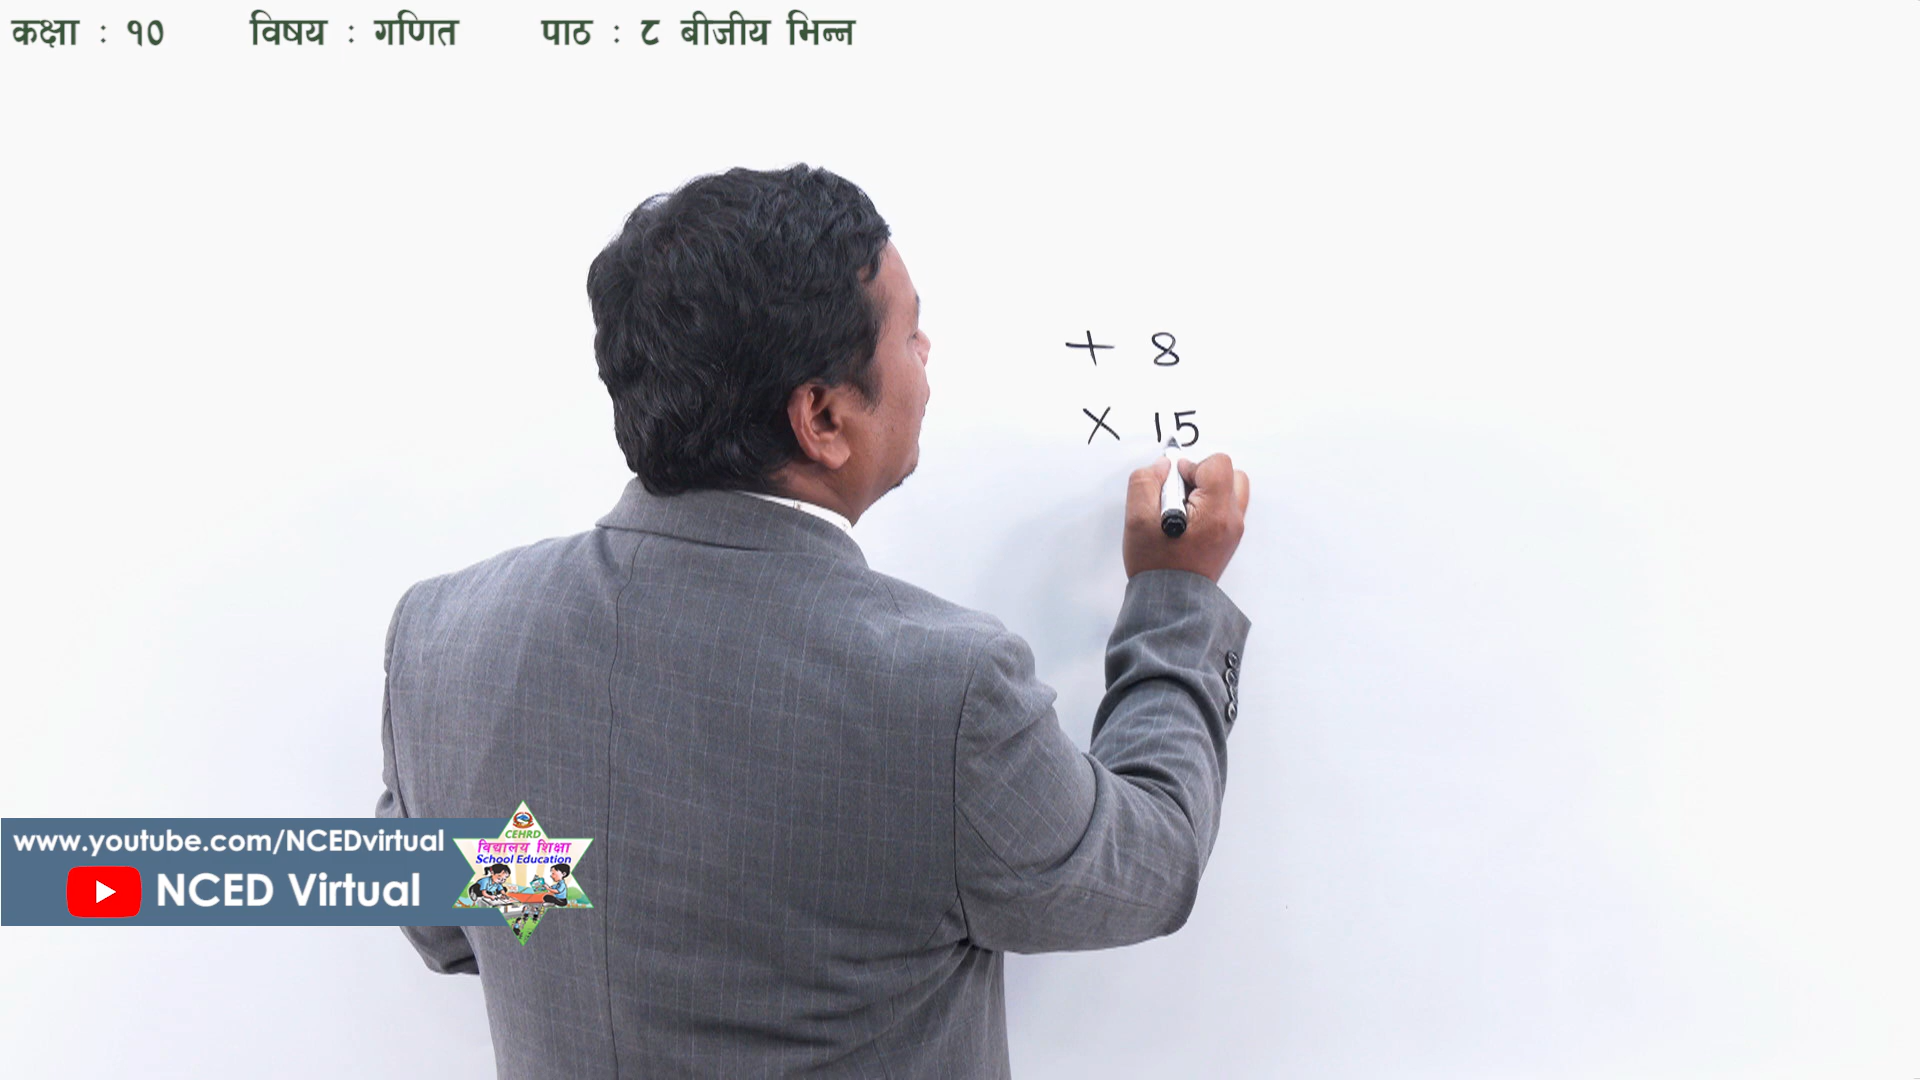 कक्षा : १० विषय : गणित पाठ : ८ बीजीय भिन्न
+ 8
× 15
www.youtube.com/NCEDvirtual
NCED Virtual
CEHRD
विद्यालय शिक्षा
School Education